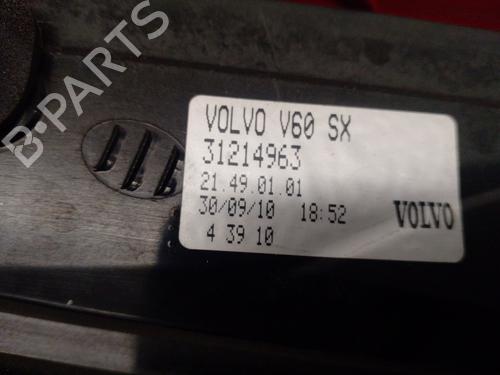 B-PARTS
VOLVO V60 SX
31214963
21.49.01.01
30/09/10 18:52 VOLVO
4 39 10